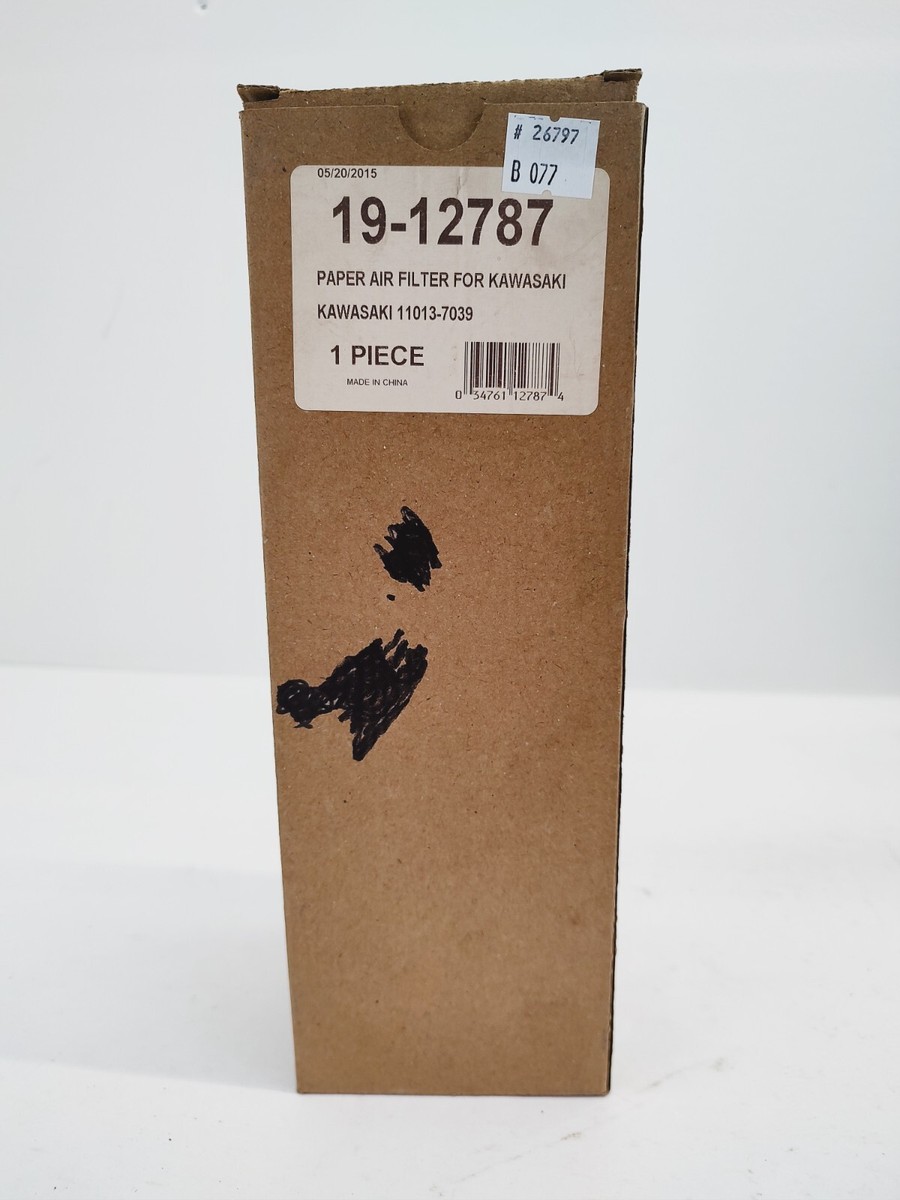 # 26797
B 077
05/20/2015
19-12787
PAPER AIR FILTER FOR KAWASAKI
KAWASAKI 11013-7039
1 PIECE
MADE IN CHINA
0 34761 12787 4